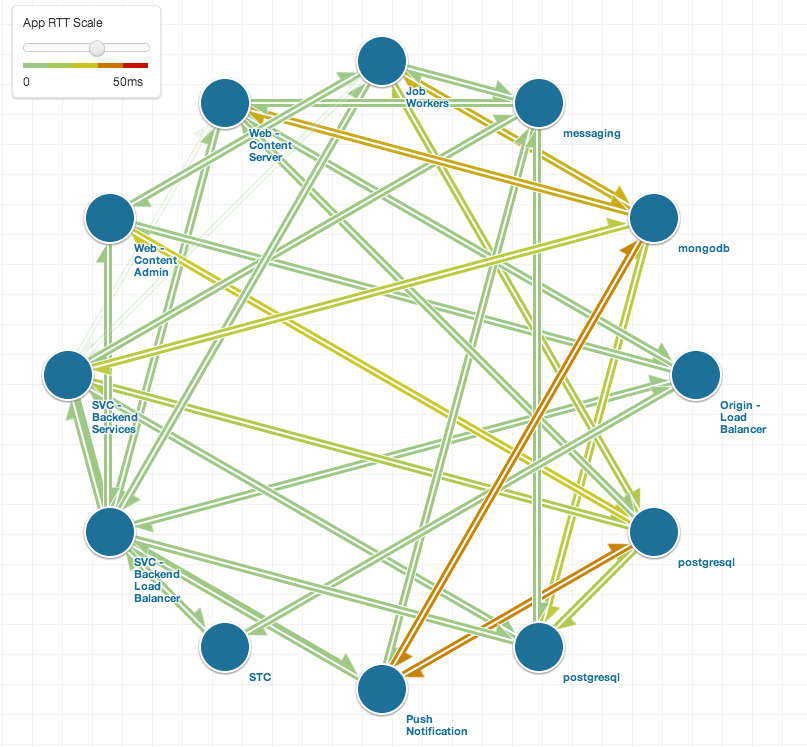 App RTT Scale
0 50ms
Job
Workers
messaging
Web -
Content
Server
Web -
Content
Admin
mongodb
SVC -
Backend
Services
Origin -
Load
Balancer
SVC -
Backend
Load
Balancer
postgresql
STC
postgresql
Push
Notification